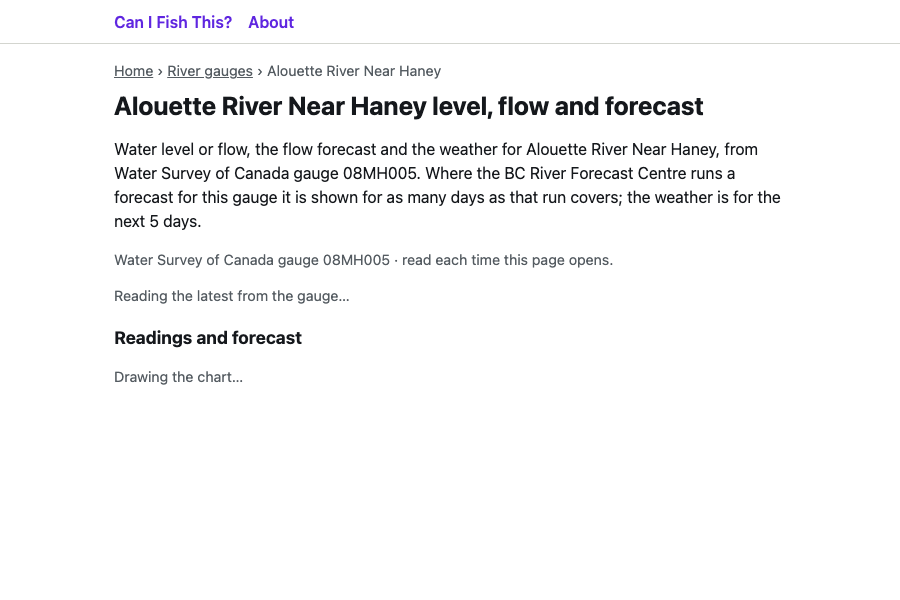 Can I Fish This? About
Home › River gauges › Alouette River Near Haney
Alouette River Near Haney level, flow and forecast
Water level or flow, the flow forecast and the weather for Alouette River Near Haney, from
Water Survey of Canada gauge 08MH005. Where the BC River Forecast Centre runs a
forecast for this gauge it is shown for as many days as that run covers; the weather is for the
next 5 days.
Water Survey of Canada gauge 08MH005 · read each time this page opens.
Reading the latest from the gauge…
Readings and forecast
Drawing the chart…